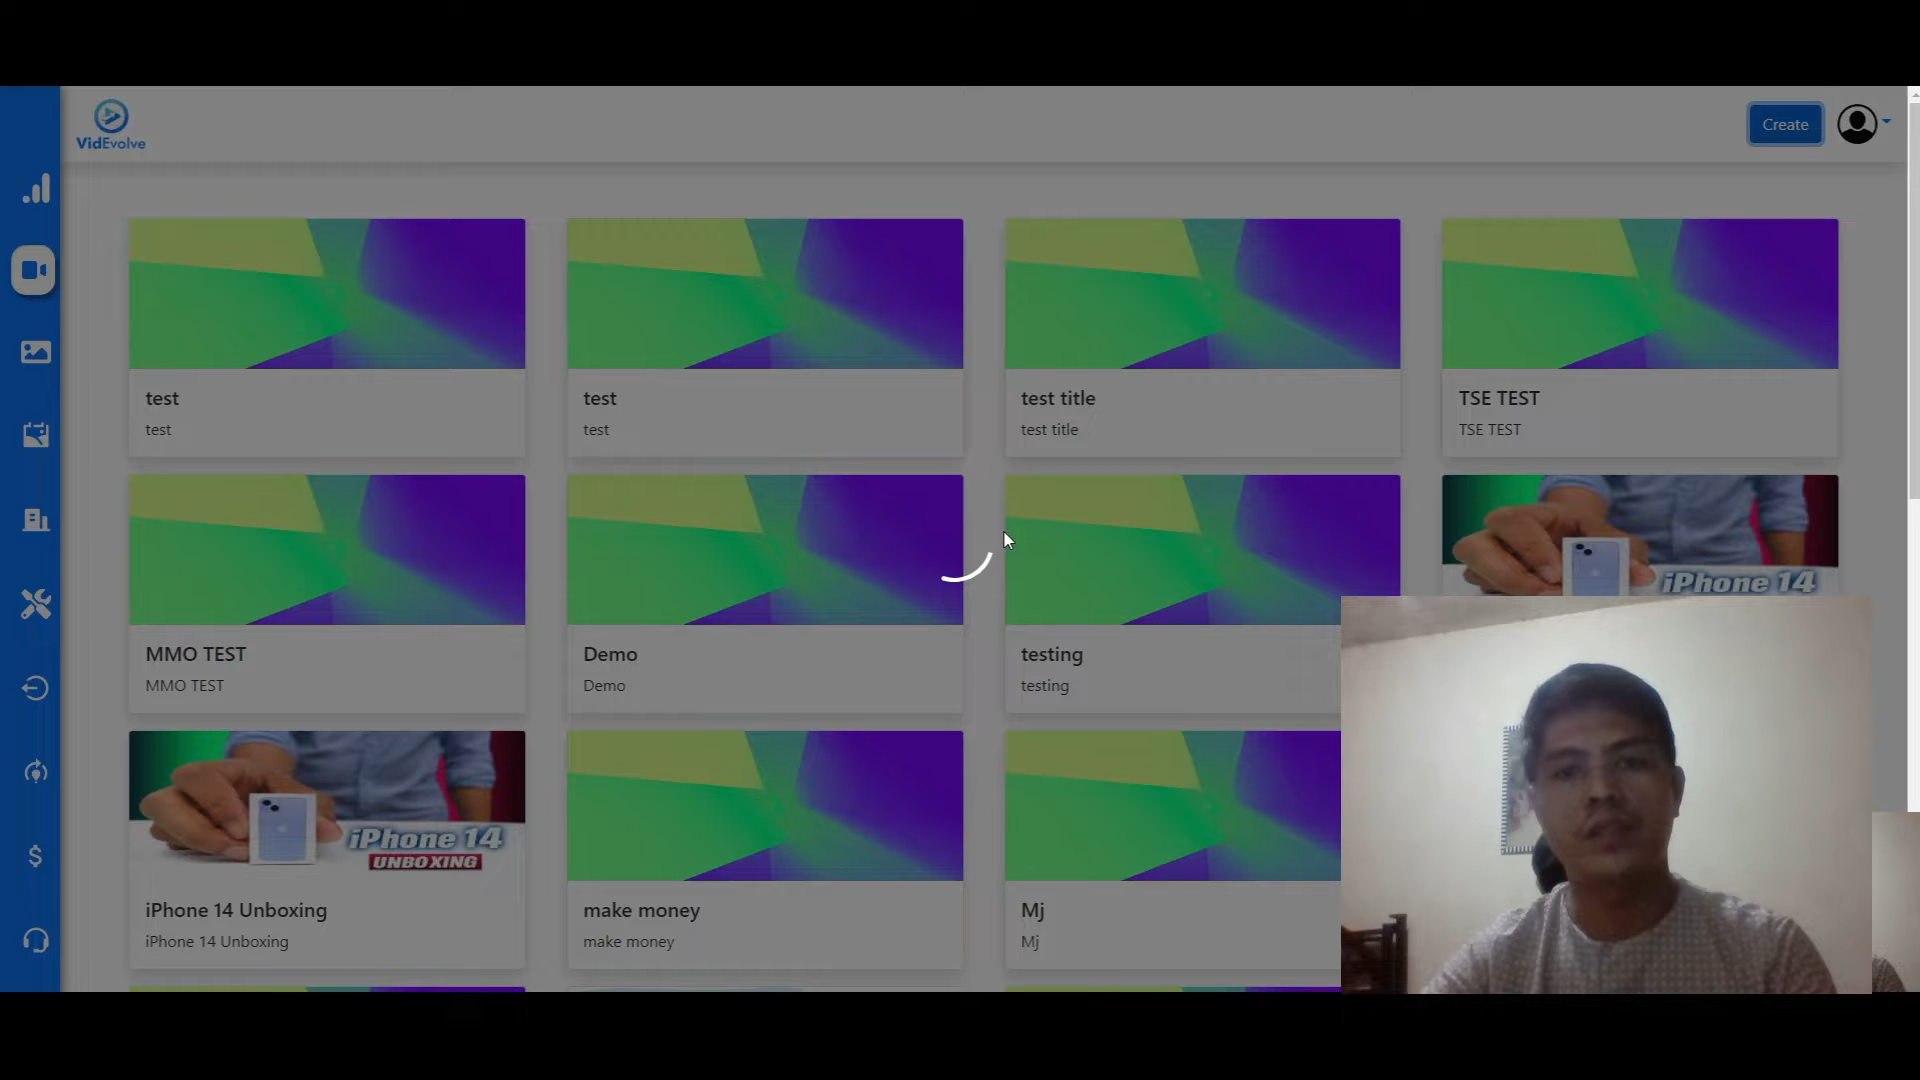 VidEvolve
Create
test
test
test
test
test title
test title
TSE TEST
TSE TEST
MMO TEST
MMO TEST
Demo
Demo
testing
testing
iPhone 14
iPhone 14
UNBOXING
iPhone 14 Unboxing
iPhone 14 Unboxing
make money
make money
Mj
Mj